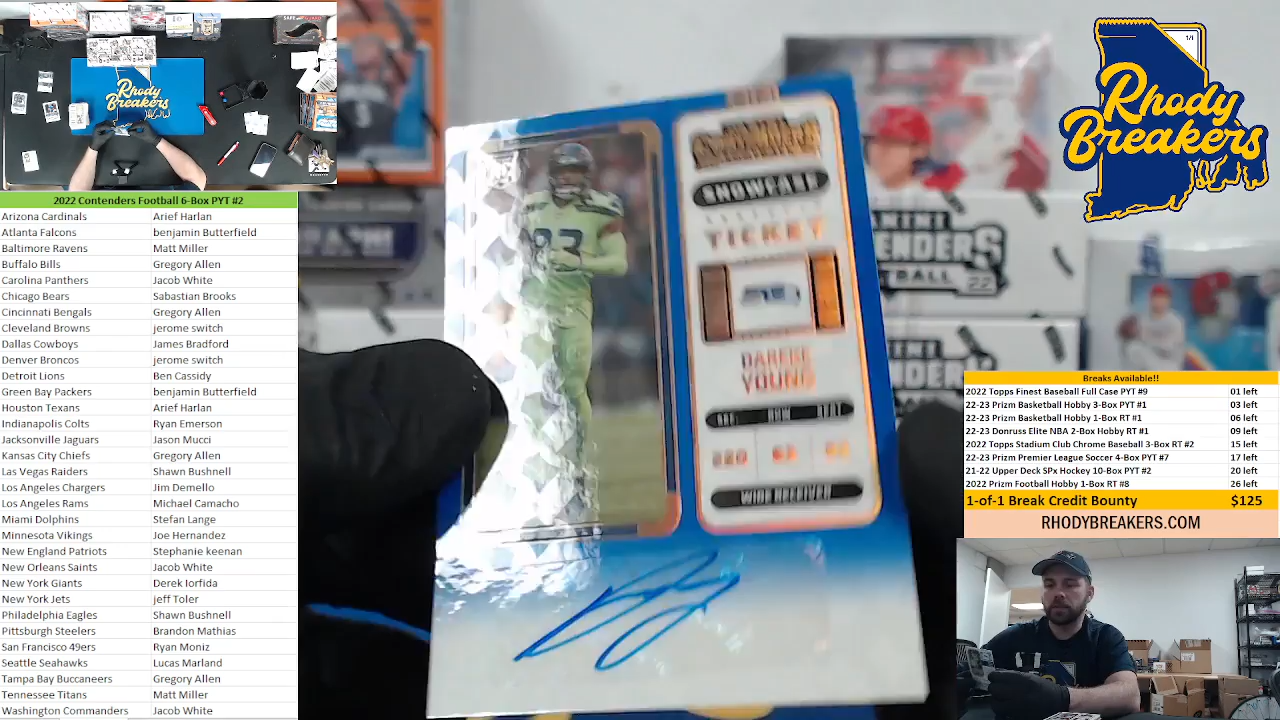 SAFE GUARD
Rhody
Breakers
2022 Contenders Football 6-Box PYT #2
Arizona Cardinals Arief Harlan
Atlanta Falcons benjamin Butterfield
Baltimore Ravens Matt Miller
Buffalo Bills Gregory Allen
Carolina Panthers Jacob White
Chicago Bears Sabastian Brooks
Cincinnati Bengals Gregory Allen
Cleveland Browns jerome switch
Dallas Cowboys James Bradford
Denver Broncos jerome switch
Detroit Lions Ben Cassidy
Green Bay Packers benjamin Butterfield
Houston Texans Arief Harlan
Indianapolis Colts Ryan Emerson
Jacksonville Jaguars Jason Mucci
Kansas City Chiefs Gregory Allen
Las Vegas Raiders Shawn Bushnell
Los Angeles Chargers Jim Demello
Los Angeles Rams Michael Camacho
Miami Dolphins Stefan Lange
Minnesota Vikings Joe Hernandez
New England Patriots Stephanie keenan
New Orleans Saints Jacob White
New York Giants Derek Iorfida
New York Jets jeff Toler
Philadelphia Eagles Shawn Bushnell
Pittsburgh Steelers Brandon Mathias
San Francisco 49ers Ryan Moniz
Seattle Seahawks Lucas Marland
Tampa Bay Buccaneers Gregory Allen
Tennessee Titans Matt Miller
Washington Commanders Jacob White
83
TICKET
YOUNG
WIDE RECEIVER
PANINI
FOOTBALL 22
1/1
Rhody
Breakers
Breaks Available!!
2022 Topps Finest Baseball Full Case PYT #9 01 left
22-23 Prizm Basketball Hobby 3-Box PYT #1 03 left
22-23 Prizm Basketball Hobby 1-Box RT #1 06 left
22-23 Donruss Elite NBA 2-Box Hobby RT #1 09 left
2022 Topps Stadium Club Chrome Baseball 3-Box RT #2 15 left
22-23 Prizm Premier League Soccer 4-Box PYT #7 17 left
21-22 Upper Deck SPx Hockey 10-Box PYT #2 20 left
2022 Prizm Football Hobby 1-Box RT #8 26 left
1-of-1 Break Credit Bounty $125
RHODYBREAKERS.COM